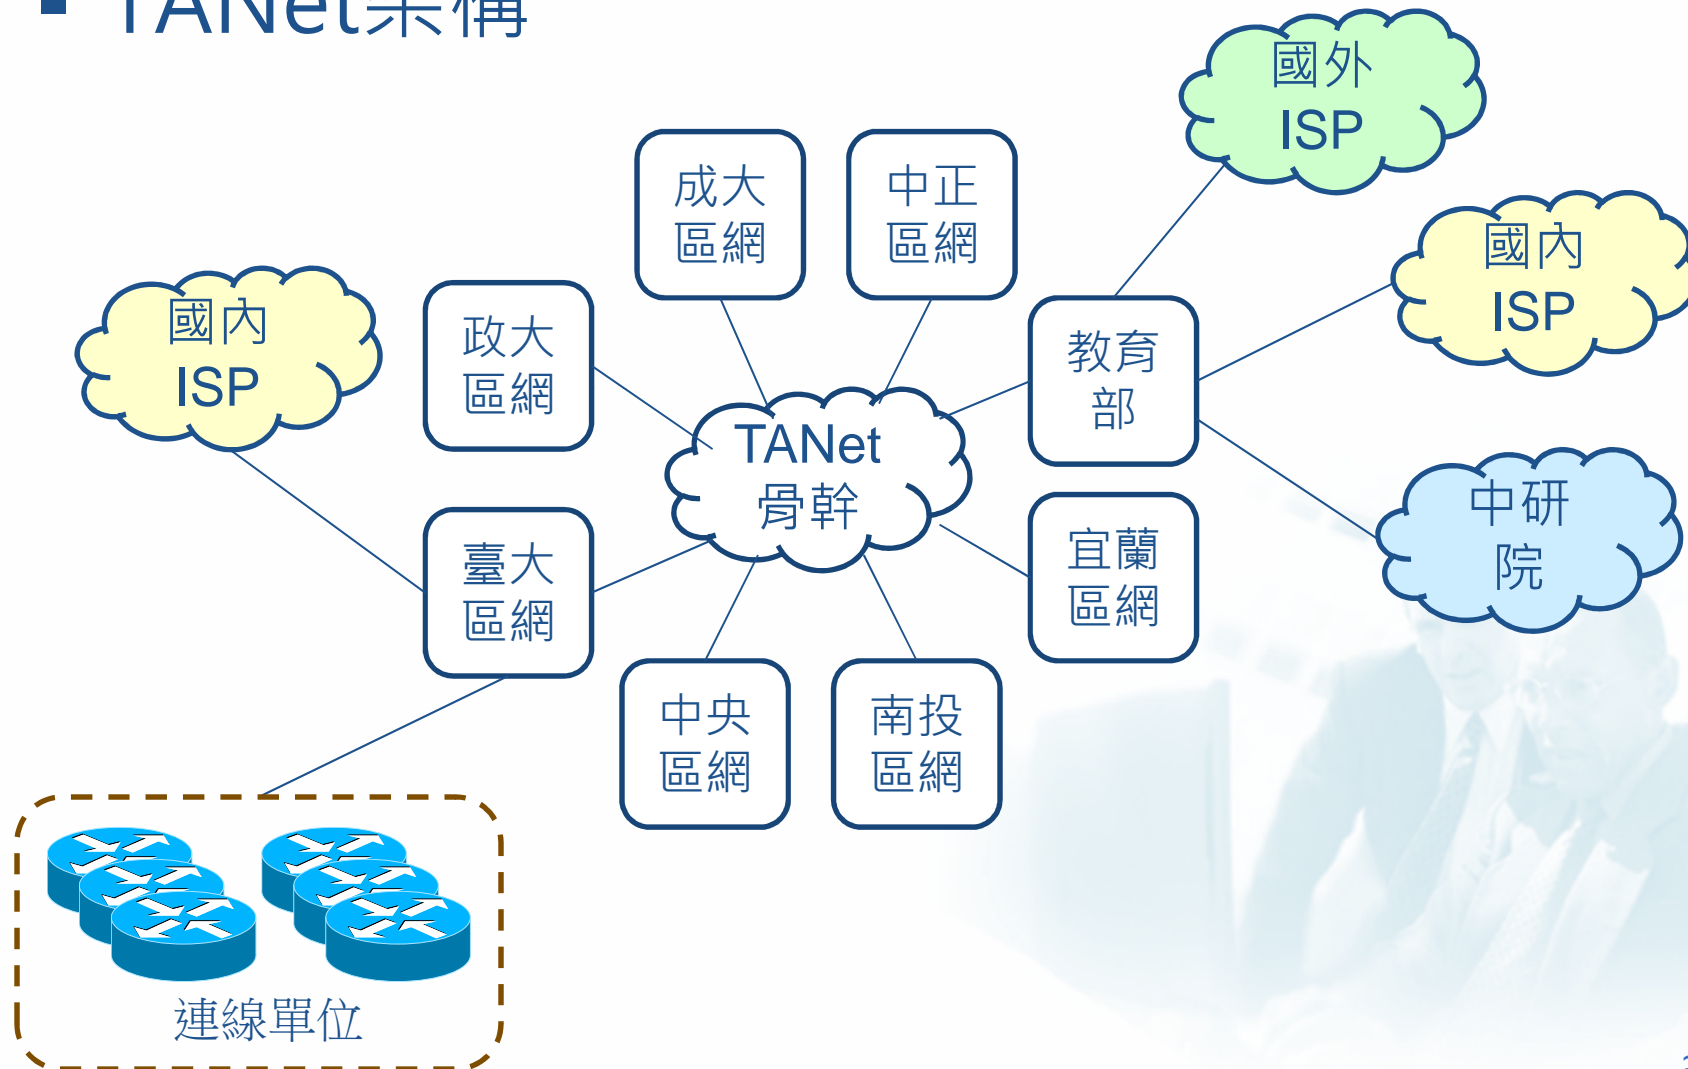 TANet架構
國外
ISP
成大
區網
中正
區網
國內
ISP
國內
ISP
政大
區網
教育
部
TANet
骨幹
中研
院
臺大
區網
宜蘭
區網
中央
區網
南投
區網
連線單位